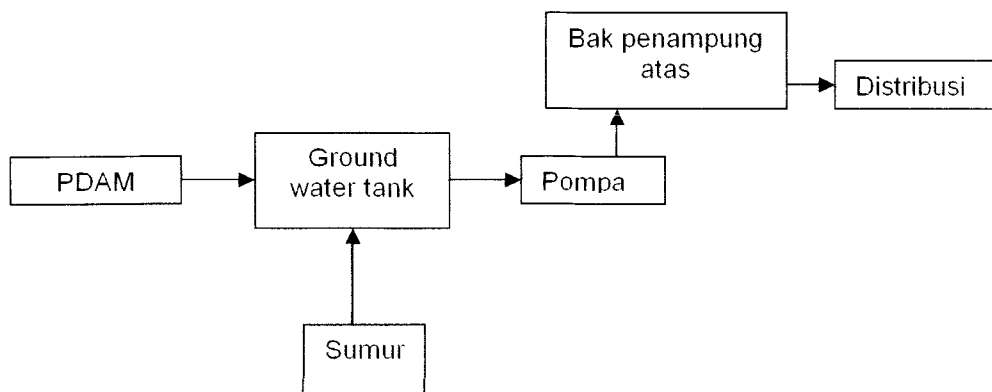 Bak penampung
atas
Distribusi
Ground
water tank
PDAM
Pompa
Sumur